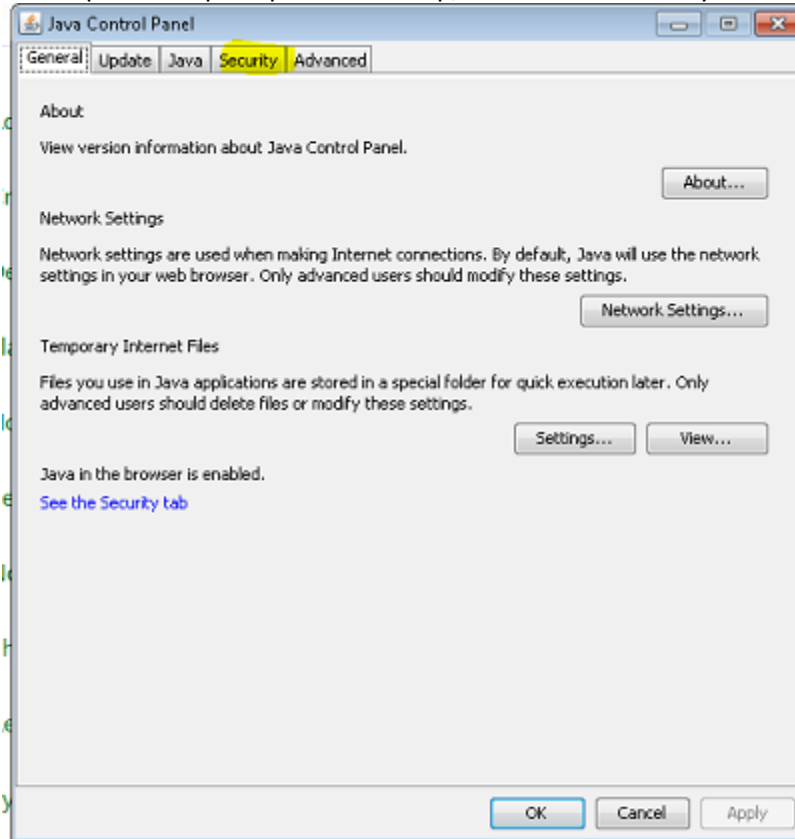 Java Control Panel
General Update Java Security Advanced
About
View version information about Java Control Panel.
About...
Network Settings
Network settings are used when making Internet connections. By default, Java will use the network
settings in your web browser. Only advanced users should modify these settings.
Network Settings...
Temporary Internet Files
Files you use in Java applications are stored in a special folder for quick execution later. Only
advanced users should delete files or modify these settings.
Settings... View...
Java in the browser is enabled.
See the Security tab
OK Cancel Apply